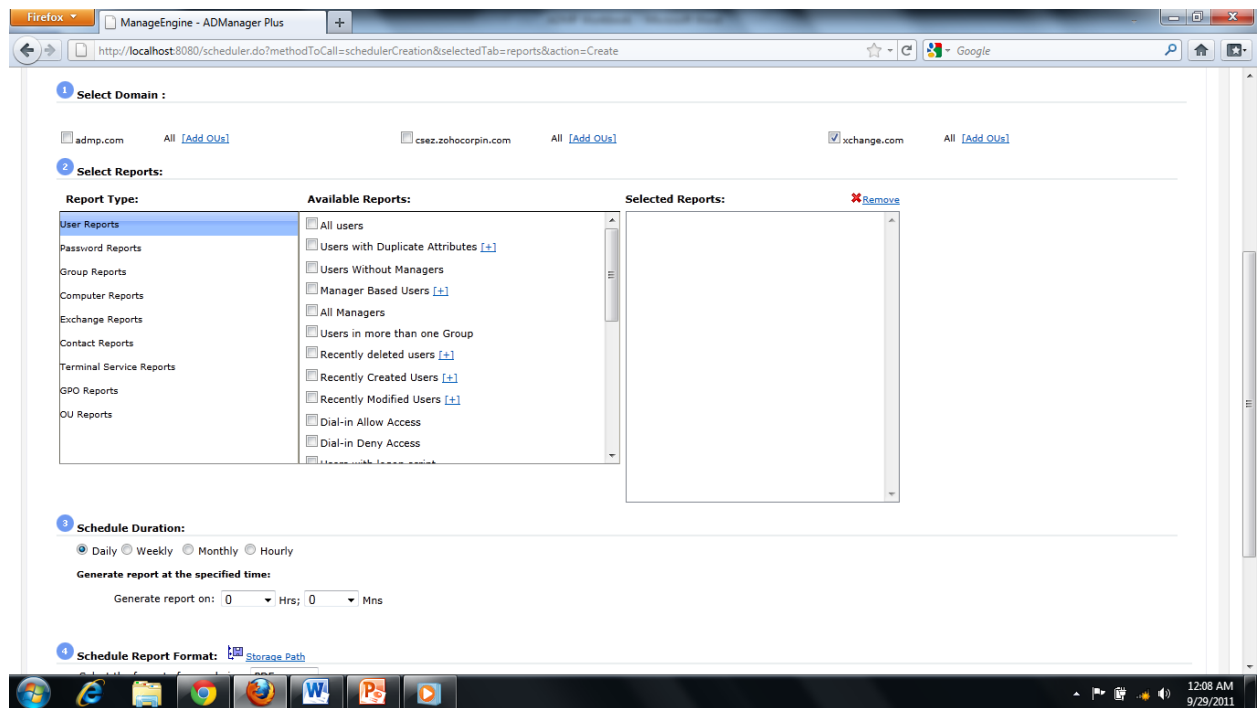 Firefox
ManageEngine - ADManager Plus
http://localhost:8080/scheduler.do?methodToCall=schedulerCreation&selectedTab=reports&action=Create
Google
1 Select Domain :
admp.com All [Add OUs] csez.zohocorpin.com All [Add OUs] xchange.com All [Add OUs]
2 Select Reports:
Report Type: Available Reports: Selected Reports: Remove
User Reports
Password Reports
Group Reports
Computer Reports
Exchange Reports
Contact Reports
Terminal Service Reports
GPO Reports
OU Reports
All users
Users with Duplicate Attributes [+]
Users Without Managers
Manager Based Users [+]
All Managers
Users in more than one Group
Recently deleted users [+]
Recently Created Users [+]
Recently Modified Users [+]
Dial-in Allow Access
Dial-in Deny Access
Users with logon script
3 Schedule Duration:
Daily Weekly Monthly Hourly
Generate report at the specified time:
Generate report on: 0 Hrs; 0 Mns
4 Schedule Report Format: Storage Path
12:08 AM
9/29/2011